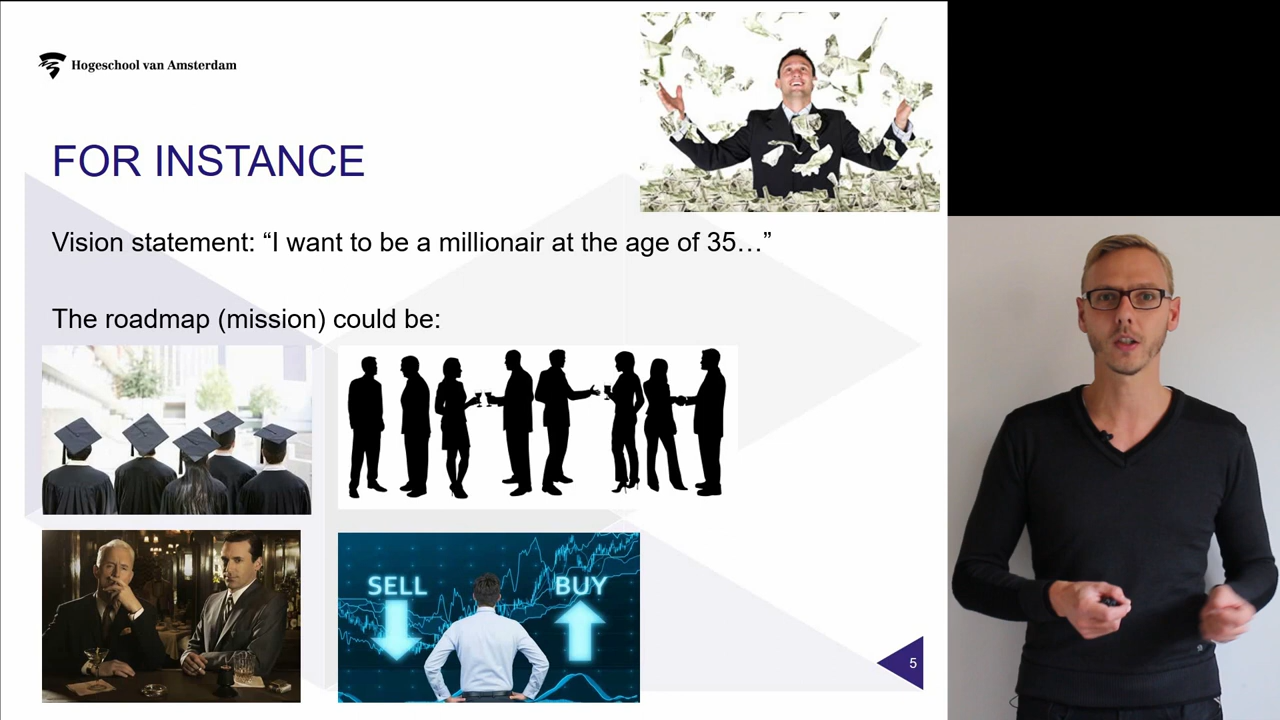 Hogeschool van Amsterdam
FOR INSTANCE
Vision statement: “I want to be a millionair at the age of 35…”
The roadmap (mission) could be:
SELL
BUY
5